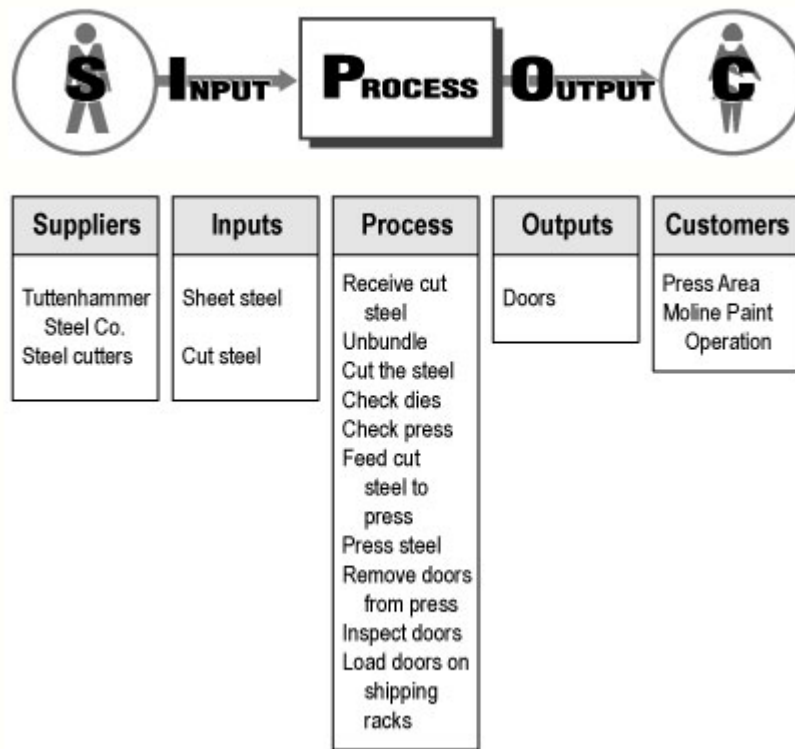 S INPUT PROCESS OUTPUT C
Suppliers
Tuttenhammer
Steel Co.
Steel cutters
Inputs
Sheet steel
Cut steel
Process
Receive cut
steel
Unbundle
Cut the steel
Check dies
Check press
Feed cut
steel to
press
Press steel
Remove doors
from press
Inspect doors
Load doors on
shipping
racks
Outputs
Doors
Customers
Press Area
Moline Paint
Operation